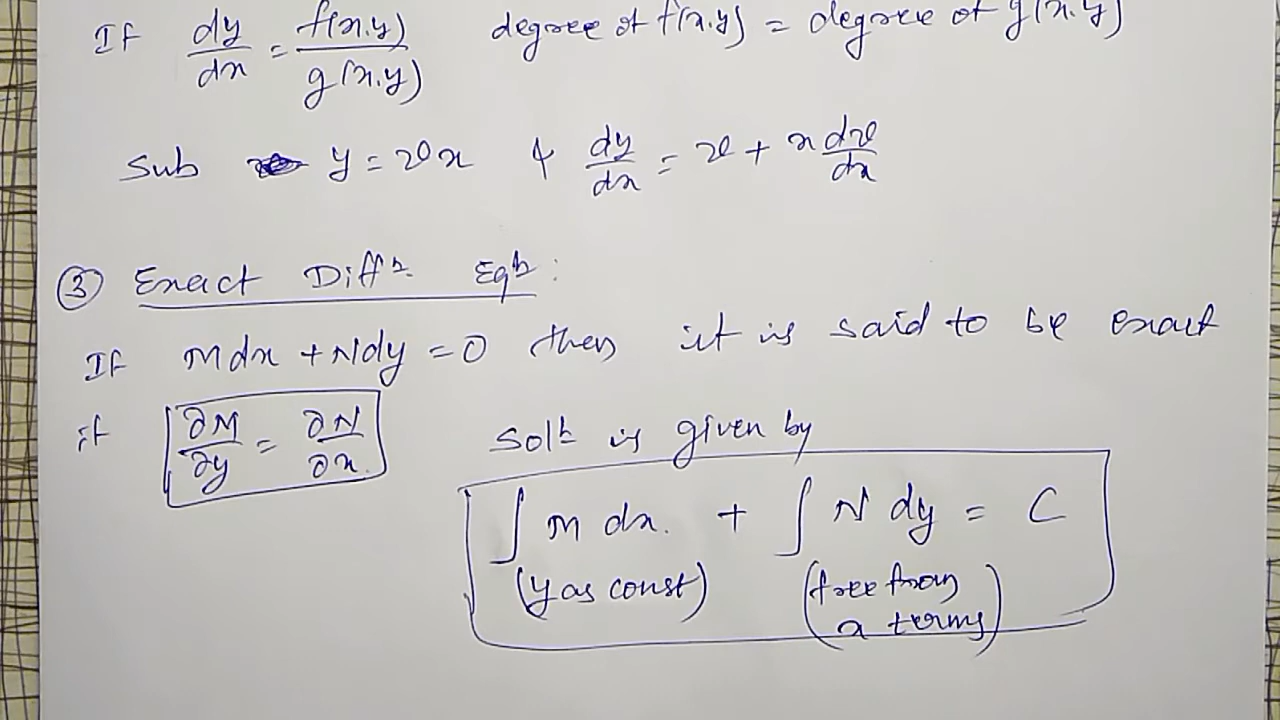 If dy/dx = f(x.y)/g(x.y) degree of f(x.y) = degree of g(x.y)
Sub y = vx & dy/dx = v + x dv/dx
③ Exact Diffn. Eqn :
If Mdx + Ndy = 0 then it is said to be exact
if ∂M/∂y = ∂N/∂x.
Soln is given by
∫ M dx. + ∫ N dy = C
(y as const) (free from x terms)